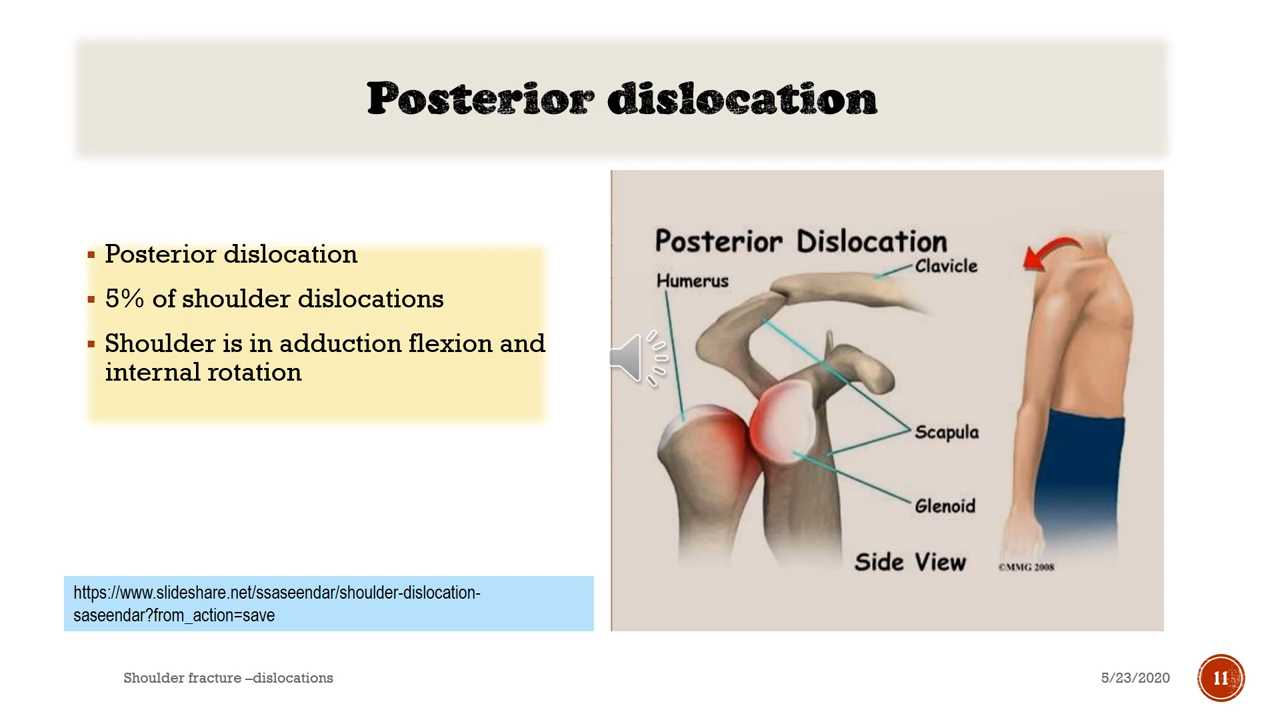 Posterior dislocation
▪ Posterior dislocation
▪ 5% of shoulder dislocations
▪ Shoulder is in adduction flexion and
internal rotation
Posterior Dislocation
Clavicle
Humerus
Scapula
Glenoid
Side View
©MMG 2008
https://www.slideshare.net/ssaseendar/shoulder-dislocation-
saseendar?from_action=save
Shoulder fracture –dislocations
5/23/2020
11